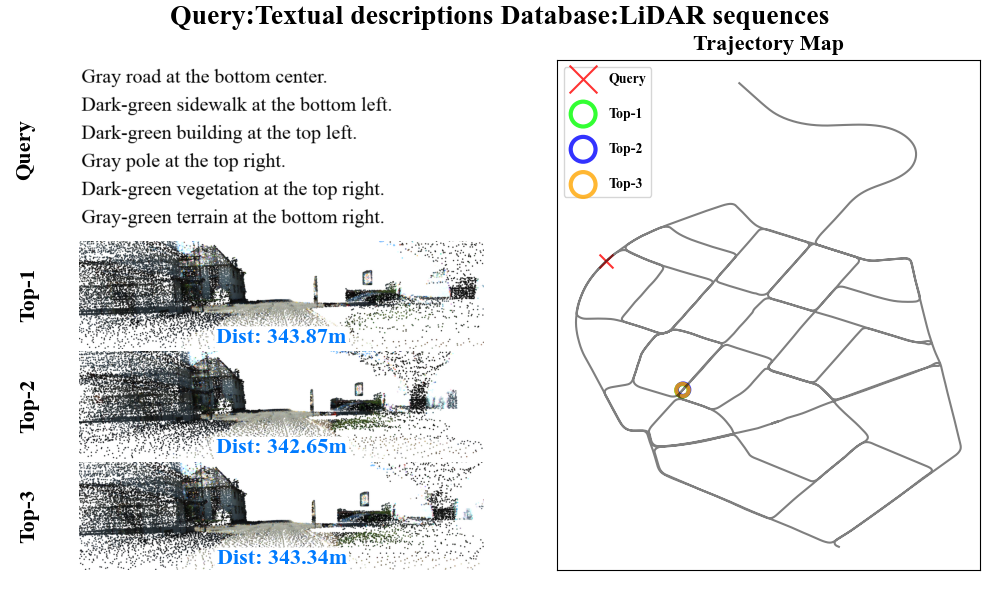 Query:Textual descriptions Database:LiDAR sequences
Trajectory Map
Query
Gray road at the bottom center.
Dark-green sidewalk at the bottom left.
Dark-green building at the top left.
Gray pole at the top right.
Dark-green vegetation at the top right.
Gray-green terrain at the bottom right.
Top-1
Dist: 343.87m
Top-2
Dist: 342.65m
Top-3
Dist: 343.34m
Query
Top-1
Top-2
Top-3